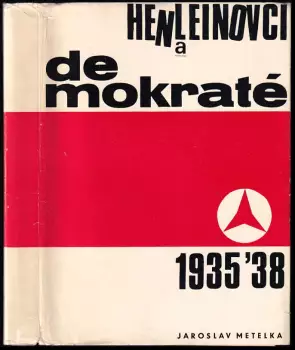 HENLEINOVCI
a
de
mokraté
1935 '38
JAROSLAV METELKA